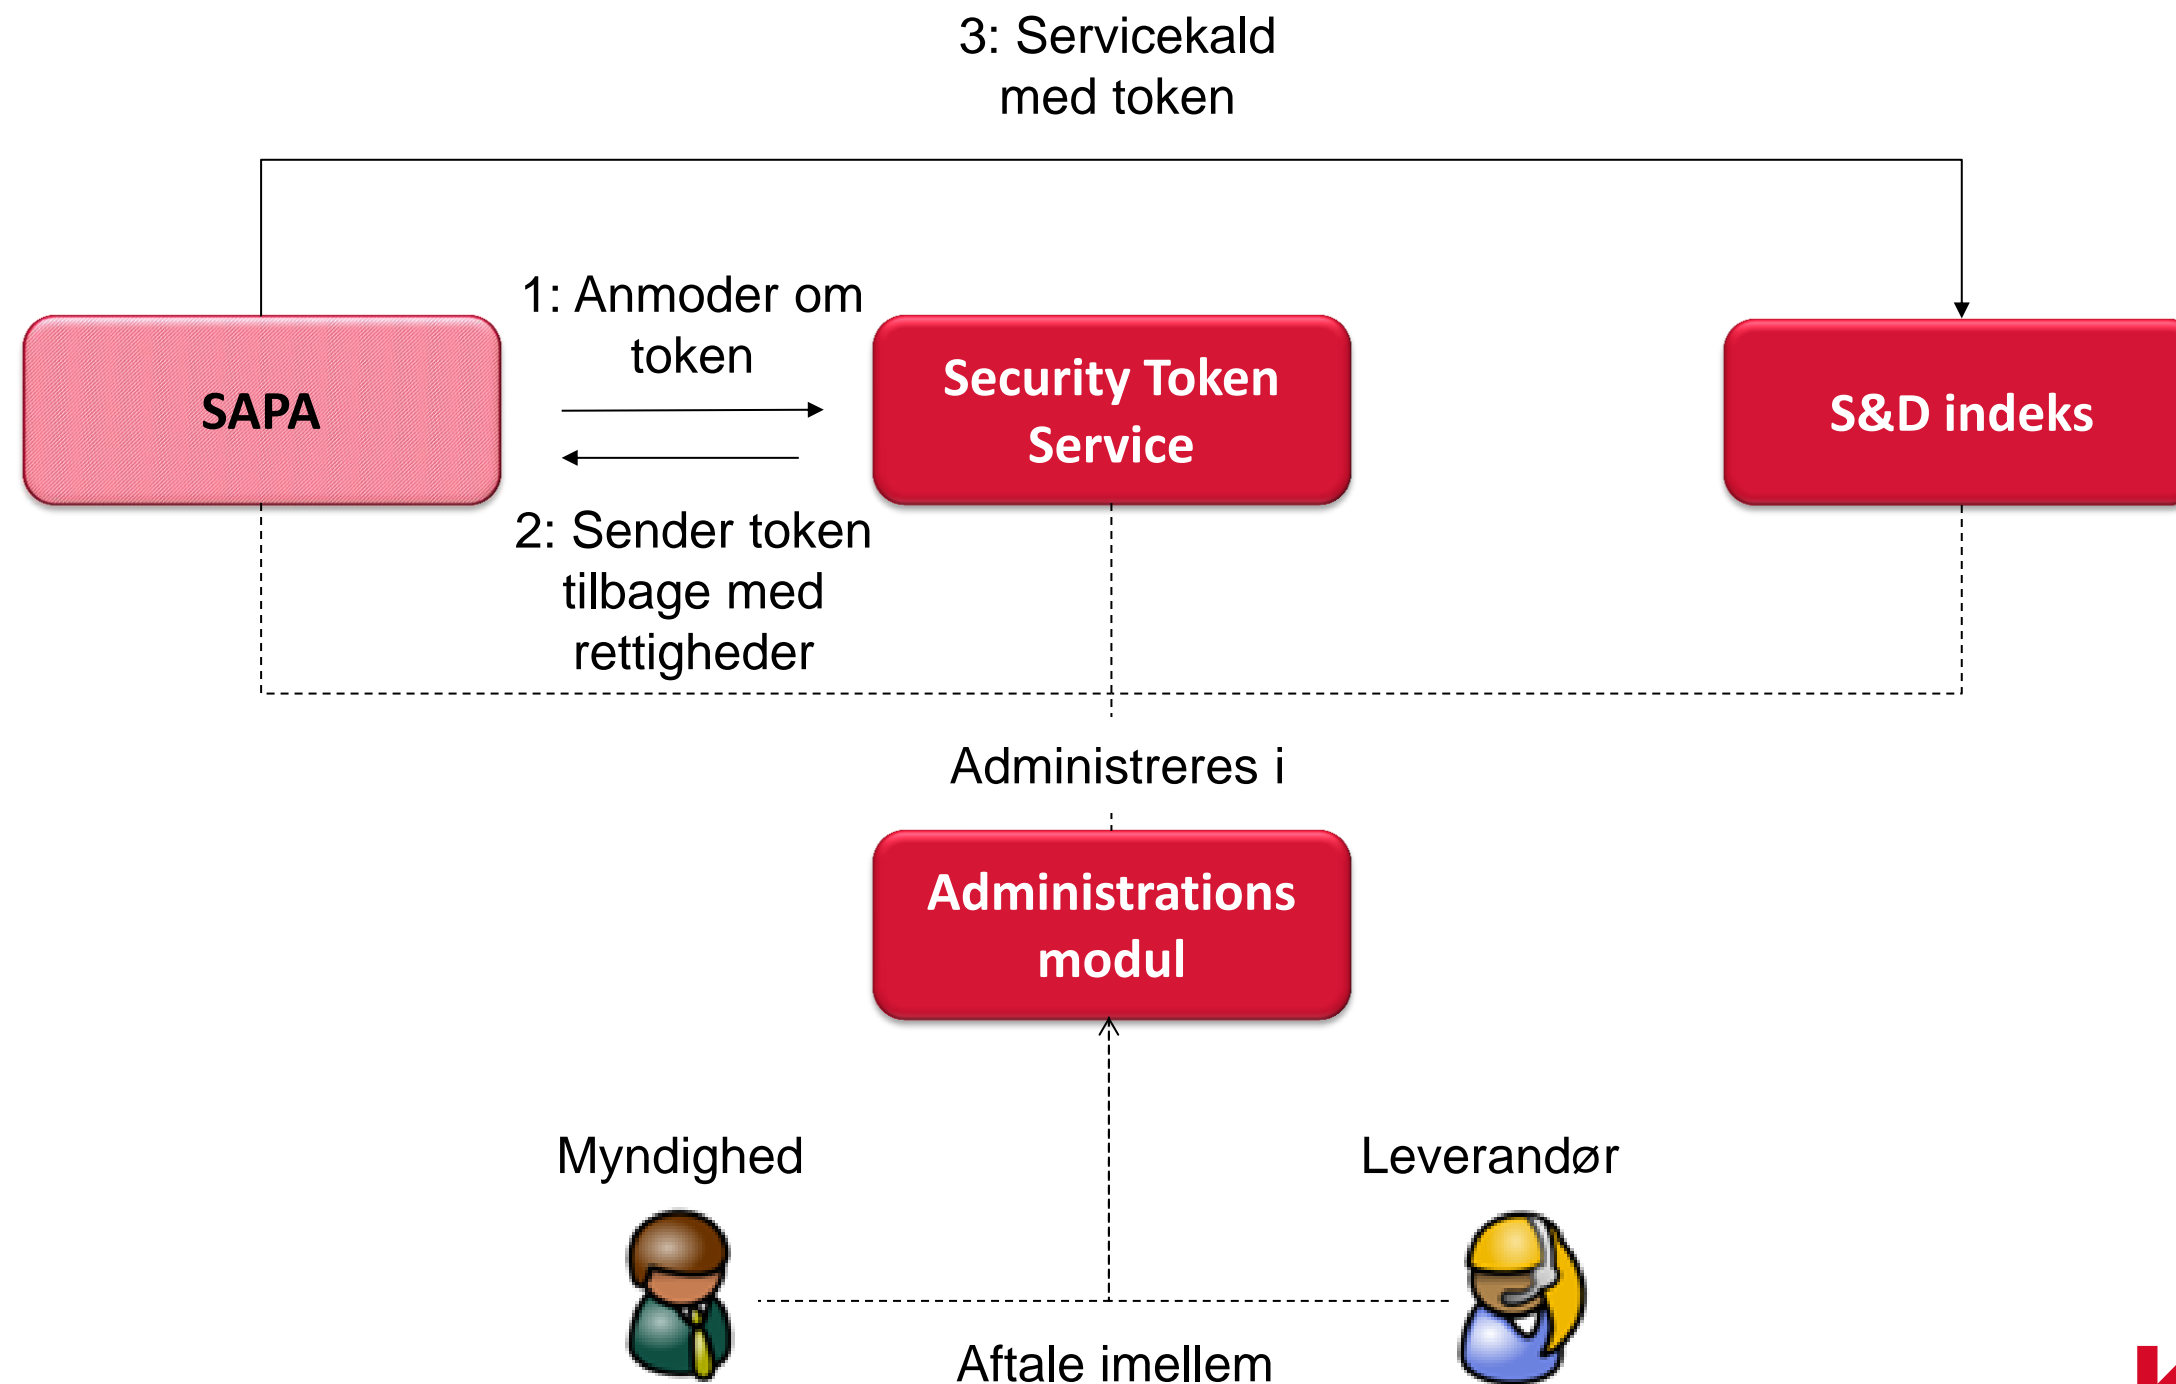 3: Servicekald
med token
1: Anmoder om
token
SAPA
Security Token
Service
S&D indeks
2: Sender token
tilbage med
rettigheder
Administreres i
Administrations
modul
Myndighed
Leverandør
Aftale imellem